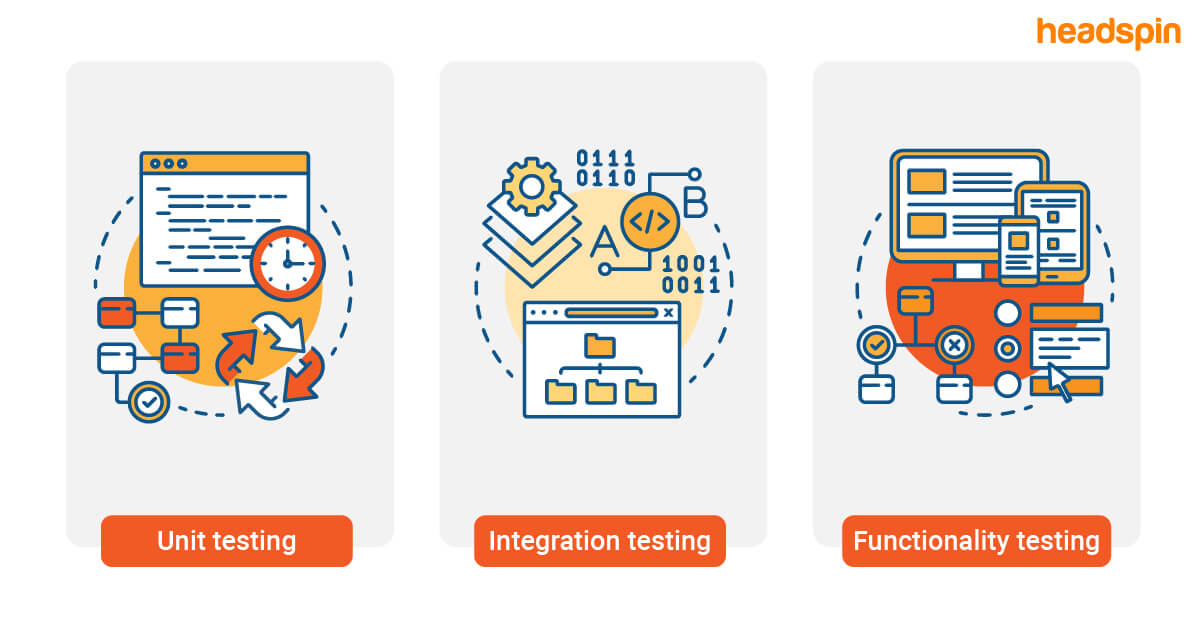 headspin
0111
0110
A
B
1001
0011
Unit testing
Integration testing
Functionality testing